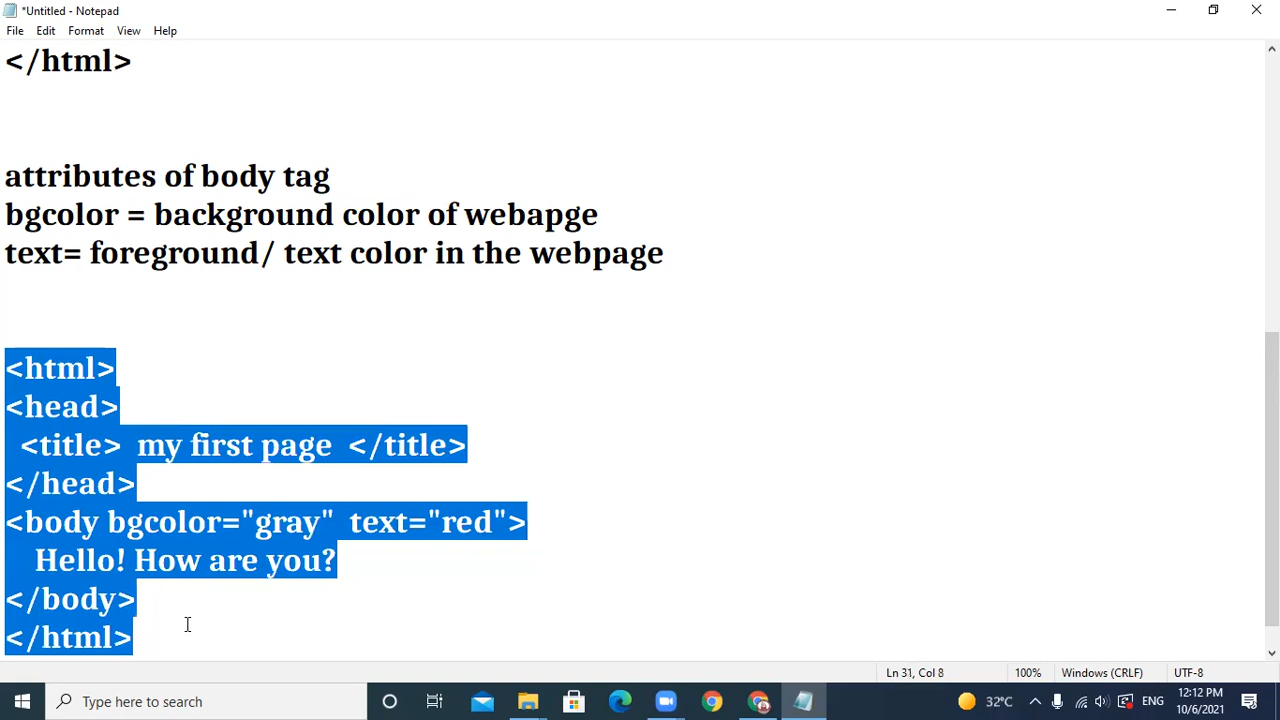 *Untitled - Notepad
File Edit Format View Help
</html>
attributes of body tag
bgcolor = background color of webapge
text= foreground/ text color in the webpage
<html>
<head>
<title> my first page </title>
</head>
<body bgcolor="gray" text="red">
Hello! How are you?
</body>
</html>
Ln 31, Col 8 100% Windows (CRLF) UTF-8
Type here to search 32°C ENG 12:12 PM
10/6/2021